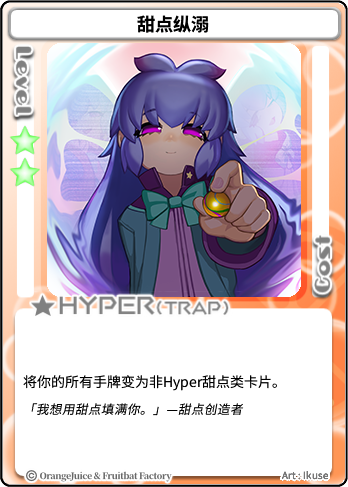 甜点纵溺
Level
Cost
HYPER(TRAP)
将你的所有手牌变为非Hyper甜点类卡片。
「我想用甜点填满你。」—甜点创造者
© OrangeJuice & Fruitbat Factory
Art.: Ikuse